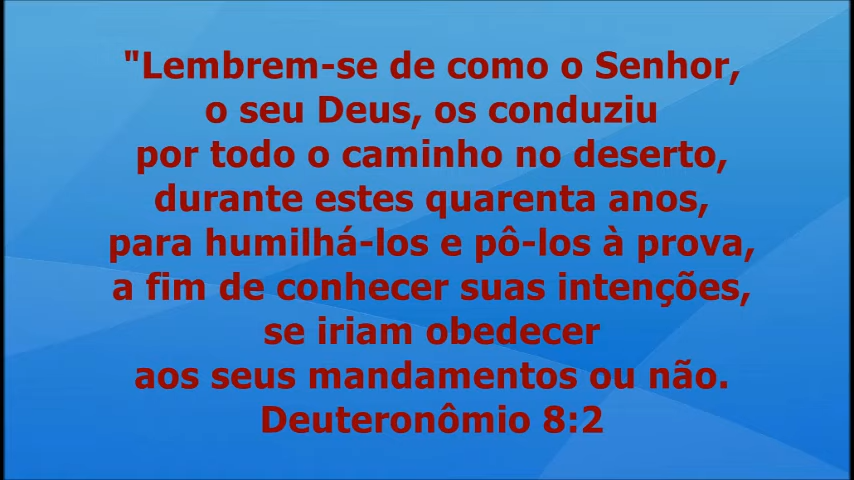 "Lembrem-se de como o Senhor,
o seu Deus, os conduziu
por todo o caminho no deserto,
durante estes quarenta anos,
para humilhá-los e pô-los à prova,
a fim de conhecer suas intenções,
se iriam obedecer
aos seus mandamentos ou não.
Deuteronômio 8:2